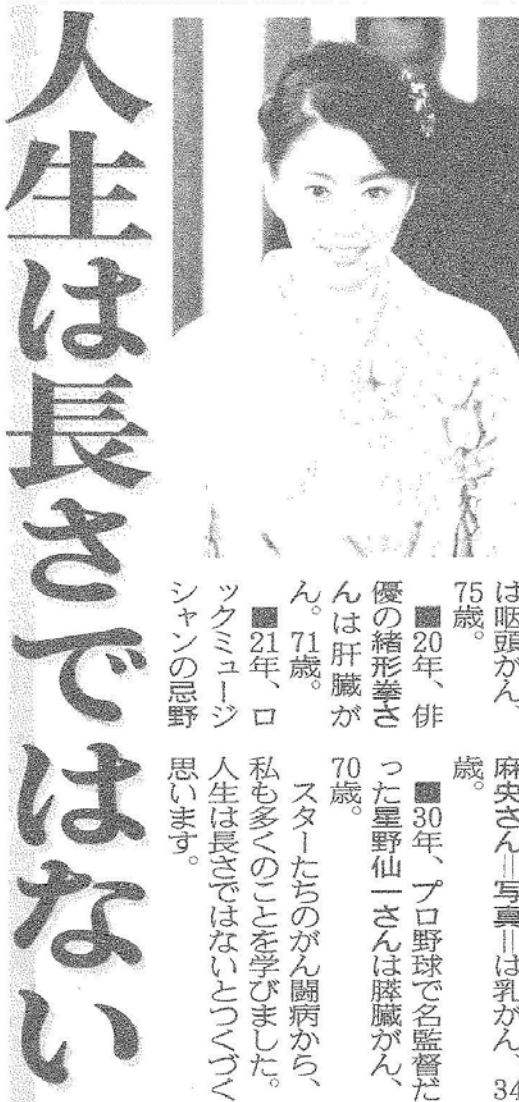 人生は長さではない
は咽頭がん、
75歳。
■20年、俳
優の緒形拳さ
んは肝臓が
ん。71歳。
■21年、ロ
ックミュージ
シャンの忌野
麻央さん＝写真＝は乳がん、34
歳。
■30年、プロ野球で名監督だ
った星野仙一さんは膵臓がん、
70歳。
スターたちのがん闘病から、
私も多くのことを学びました。
人生は長さではないとつくづく
思います。